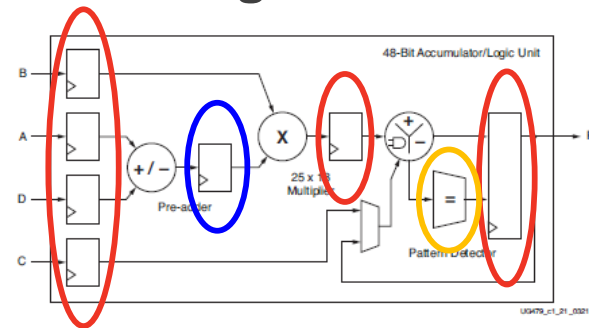 48-Bit Accumulator/Logic Unit
B
A
X
+
–
P
+ / –
25 x 18
Multiplier
=
D
Pre-adder
Pattern Detector
C
UG479_c1_21_0321